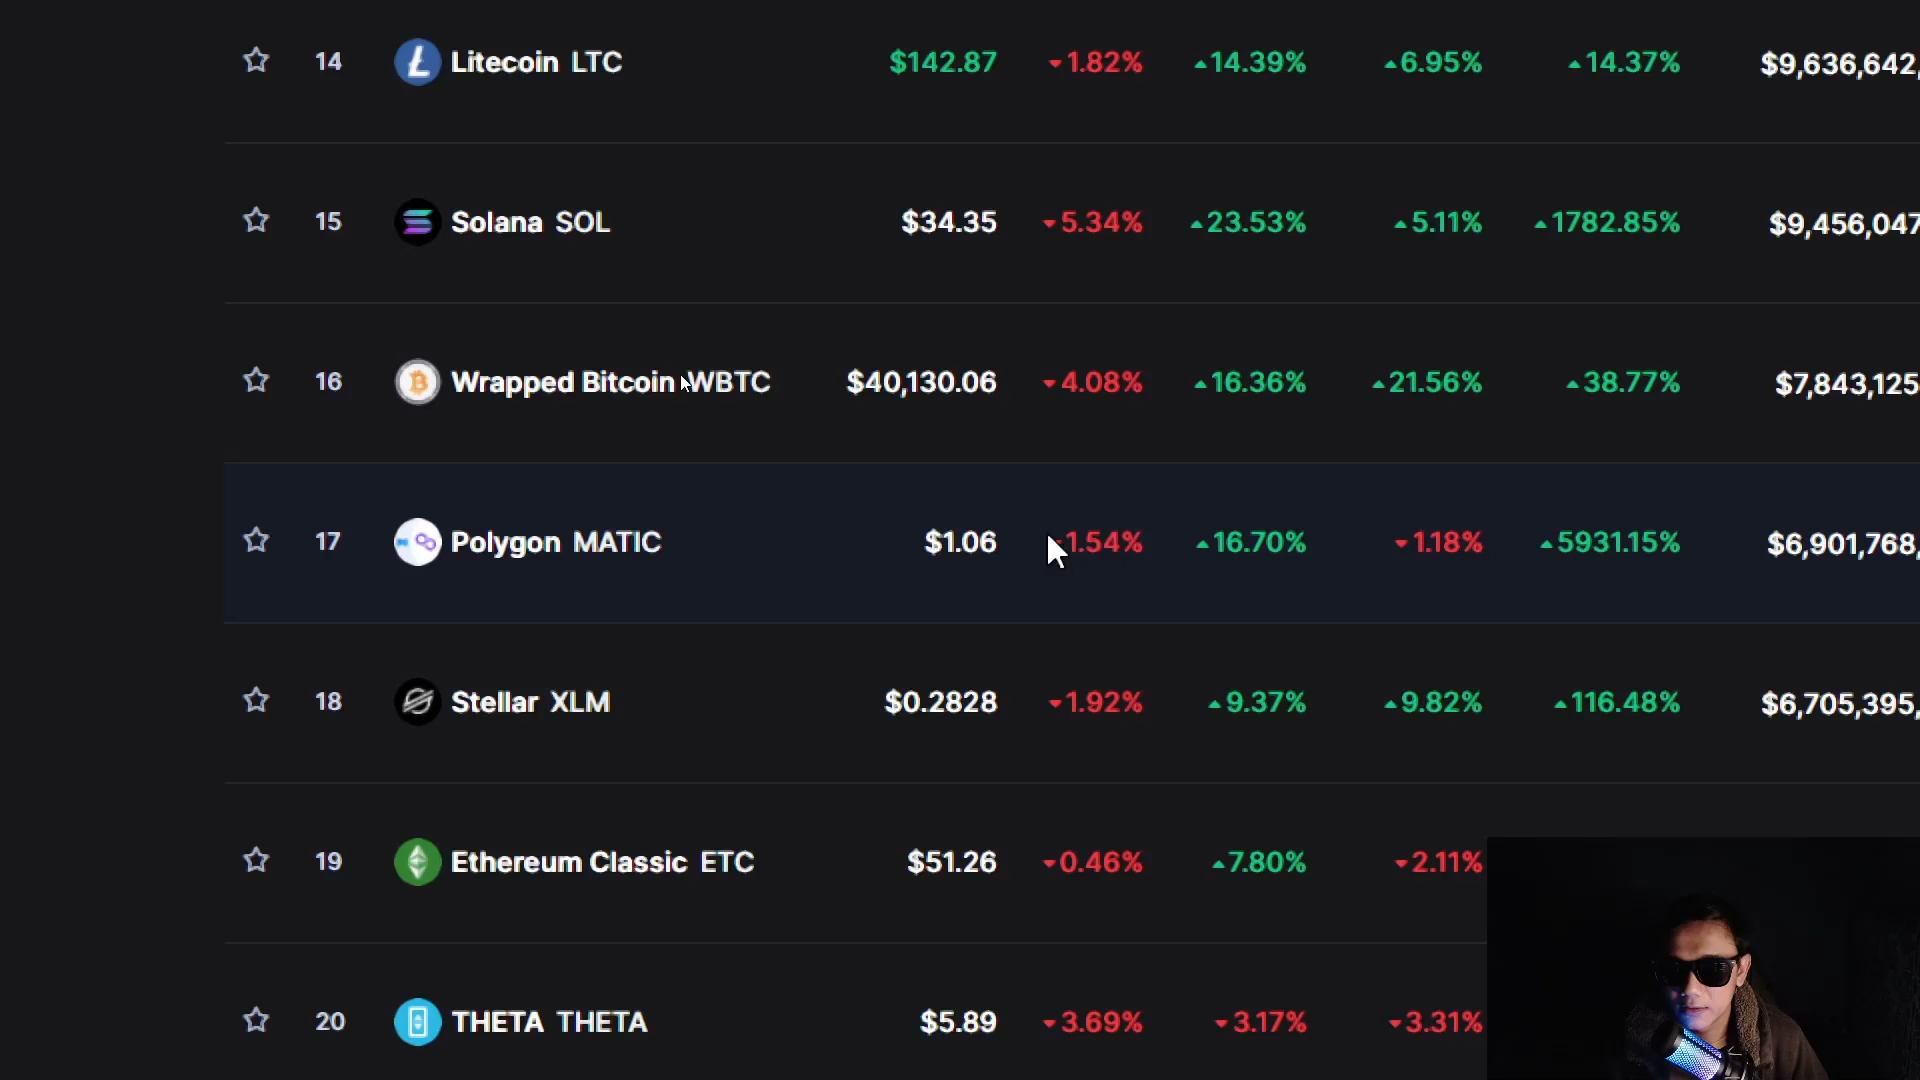 14 Litecoin LTC $142.87 1.82% 14.39% 6.95% 14.37% $9,636,642,
15 Solana SOL $34.35 5.34% 23.53% 5.11% 1782.85% $9,456,047
16 Wrapped Bitcoin WBTC $40,130.06 4.08% 16.36% 21.56% 38.77% $7,843,125
17 Polygon MATIC $1.06 1.54% 16.70% 1.18% 5931.15% $6,901,768,
18 Stellar XLM $0.2828 1.92% 9.37% 9.82% 116.48% $6,705,395,
19 Ethereum Classic ETC $51.26 0.46% 7.80% 2.11%
20 THETA THETA $5.89 3.69% 3.17% 3.31%